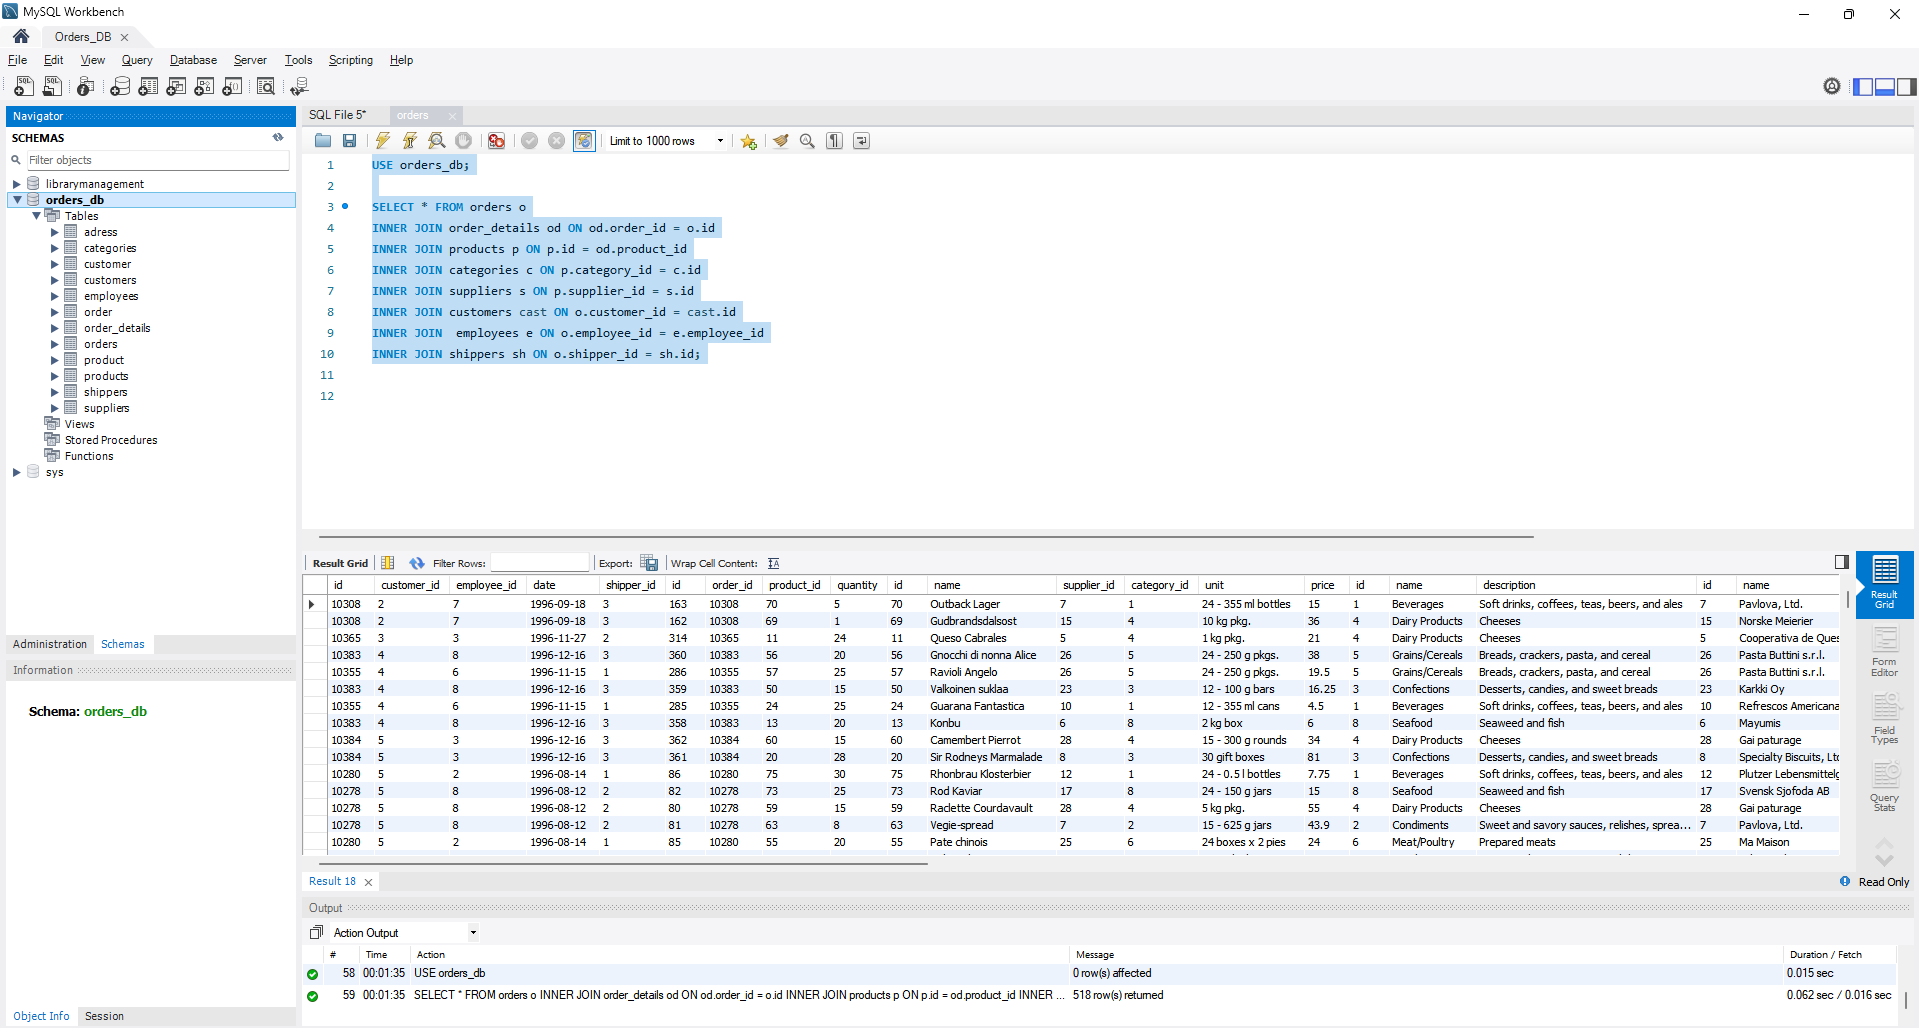 MySQL Workbench
Orders_DB
File Edit View Query Database Server Tools Scripting Help
Navigator
SCHEMAS
Filter objects
librarymanagement
orders_db
Tables
adress
categories
customer
customers
employees
order
order_details
orders
product
products
shippers
suppliers
Views
Stored Procedures
Functions
sys
Administration Schemas
Information
Schema: orders_db
Object Info Session
SQL File 5* orders
Limit to 1000 rows
1 USE orders_db;
2
3 SELECT * FROM orders o
4 INNER JOIN order_details od ON od.order_id = o.id
5 INNER JOIN products p ON p.id = od.product_id
6 INNER JOIN categories c ON p.category_id = c.id
7 INNER JOIN suppliers s ON p.supplier_id = s.id
8 INNER JOIN customers cast ON o.customer_id = cast.id
9 INNER JOIN  employees e ON o.employee_id = e.employee_id
10 INNER JOIN shippers sh ON o.shipper_id = sh.id;
11
12
Result Grid Filter Rows: Export: Wrap Cell Content:
id customer_id employee_id date shipper_id id order_id product_id quantity id name supplier_id category_id unit price id name description id name
10308 2 7 1996-09-18 3 163 10308 70 5 70 Outback Lager 7 1 24 - 355 ml bottles 15 1 Beverages Soft drinks, coffees, teas, beers, and ales 7 Pavlova, Ltd.
10308 2 7 1996-09-18 3 162 10308 69 1 69 Gudbrandsdalsost 15 4 10 kg pkg. 36 4 Dairy Products Cheeses 15 Norske Meierier
10365 3 3 1996-11-27 2 314 10365 11 24 11 Queso Cabrales 5 4 1 kg pkg. 21 4 Dairy Products Cheeses 5 Cooperativa de Ques
10383 4 8 1996-12-16 3 360 10383 56 20 56 Gnocchi di nonna Alice 26 5 24 - 250 g pkgs. 38 5 Grains/Cereals Breads, crackers, pasta, and cereal 26 Pasta Buttini s.r.l.
10355 4 6 1996-11-15 1 286 10355 57 25 57 Ravioli Angelo 26 5 24 - 250 g pkgs. 19.5 5 Grains/Cereals Breads, crackers, pasta, and cereal 26 Pasta Buttini s.r.l.
10383 4 8 1996-12-16 3 359 10383 50 15 50 Valkoinen suklaa 23 3 12 - 100 g bars 16.25 3 Confections Desserts, candies, and sweet breads 23 Karkki Oy
10355 4 6 1996-11-15 1 285 10355 24 25 24 Guarana Fantastica 10 1 12 - 355 ml cans 4.5 1 Beverages Soft drinks, coffees, teas, beers, and ales 10 Refrescos Americana
10383 4 8 1996-12-16 3 358 10383 13 20 13 Konbu 6 8 2 kg box 6 8 Seafood Seaweed and fish 6 Mayumis
10384 5 3 1996-12-16 3 362 10384 60 15 60 Camembert Pierrot 28 4 15 - 300 g rounds 34 4 Dairy Products Cheeses 28 Gai paturage
10384 5 3 1996-12-16 3 361 10384 20 28 20 Sir Rodneys Marmalade 8 3 30 gift boxes 81 3 Confections Desserts, candies, and sweet breads 8 Specialty Biscuits, Ltd
10280 5 2 1996-08-14 1 86 10280 75 30 75 Rhonbrau Klosterbier 12 1 24 - 0.5 l bottles 7.75 1 Beverages Soft drinks, coffees, teas, beers, and ales 12 Plutzer Lebensmittelg
10278 5 8 1996-08-12 2 82 10278 73 25 73 Rod Kaviar 17 8 24 - 150 g jars 15 8 Seafood Seaweed and fish 17 Svensk Sjofoda AB
10278 5 8 1996-08-12 2 80 10278 59 15 59 Raclette Courdavault 28 4 5 kg pkg. 55 4 Dairy Products Cheeses 28 Gai paturage
10278 5 8 1996-08-12 2 81 10278 63 8 63 Vegie-spread 7 2 15 - 625 g jars 43.9 2 Condiments Sweet and savory sauces, relishes, sprea... 7 Pavlova, Ltd.
10280 5 2 1996-08-14 1 85 10280 55 20 55 Pate chinois 25 6 24 boxes x 2 pies 24 6 Meat/Poultry Prepared meats 25 Ma Maison
Result Grid
Form Editor
Field Types
Query Stats
Result 18
Read Only
Output
Action Output
# Time Action Message Duration / Fetch
58 00:01:35 USE orders_db 0 row(s) affected 0.015 sec
59 00:01:35 SELECT * FROM orders o INNER JOIN order_details od ON od.order_id = o.id INNER JOIN products p ON p.id = od.product_id INNER ... 518 row(s) returned 0.062 sec / 0.016 sec